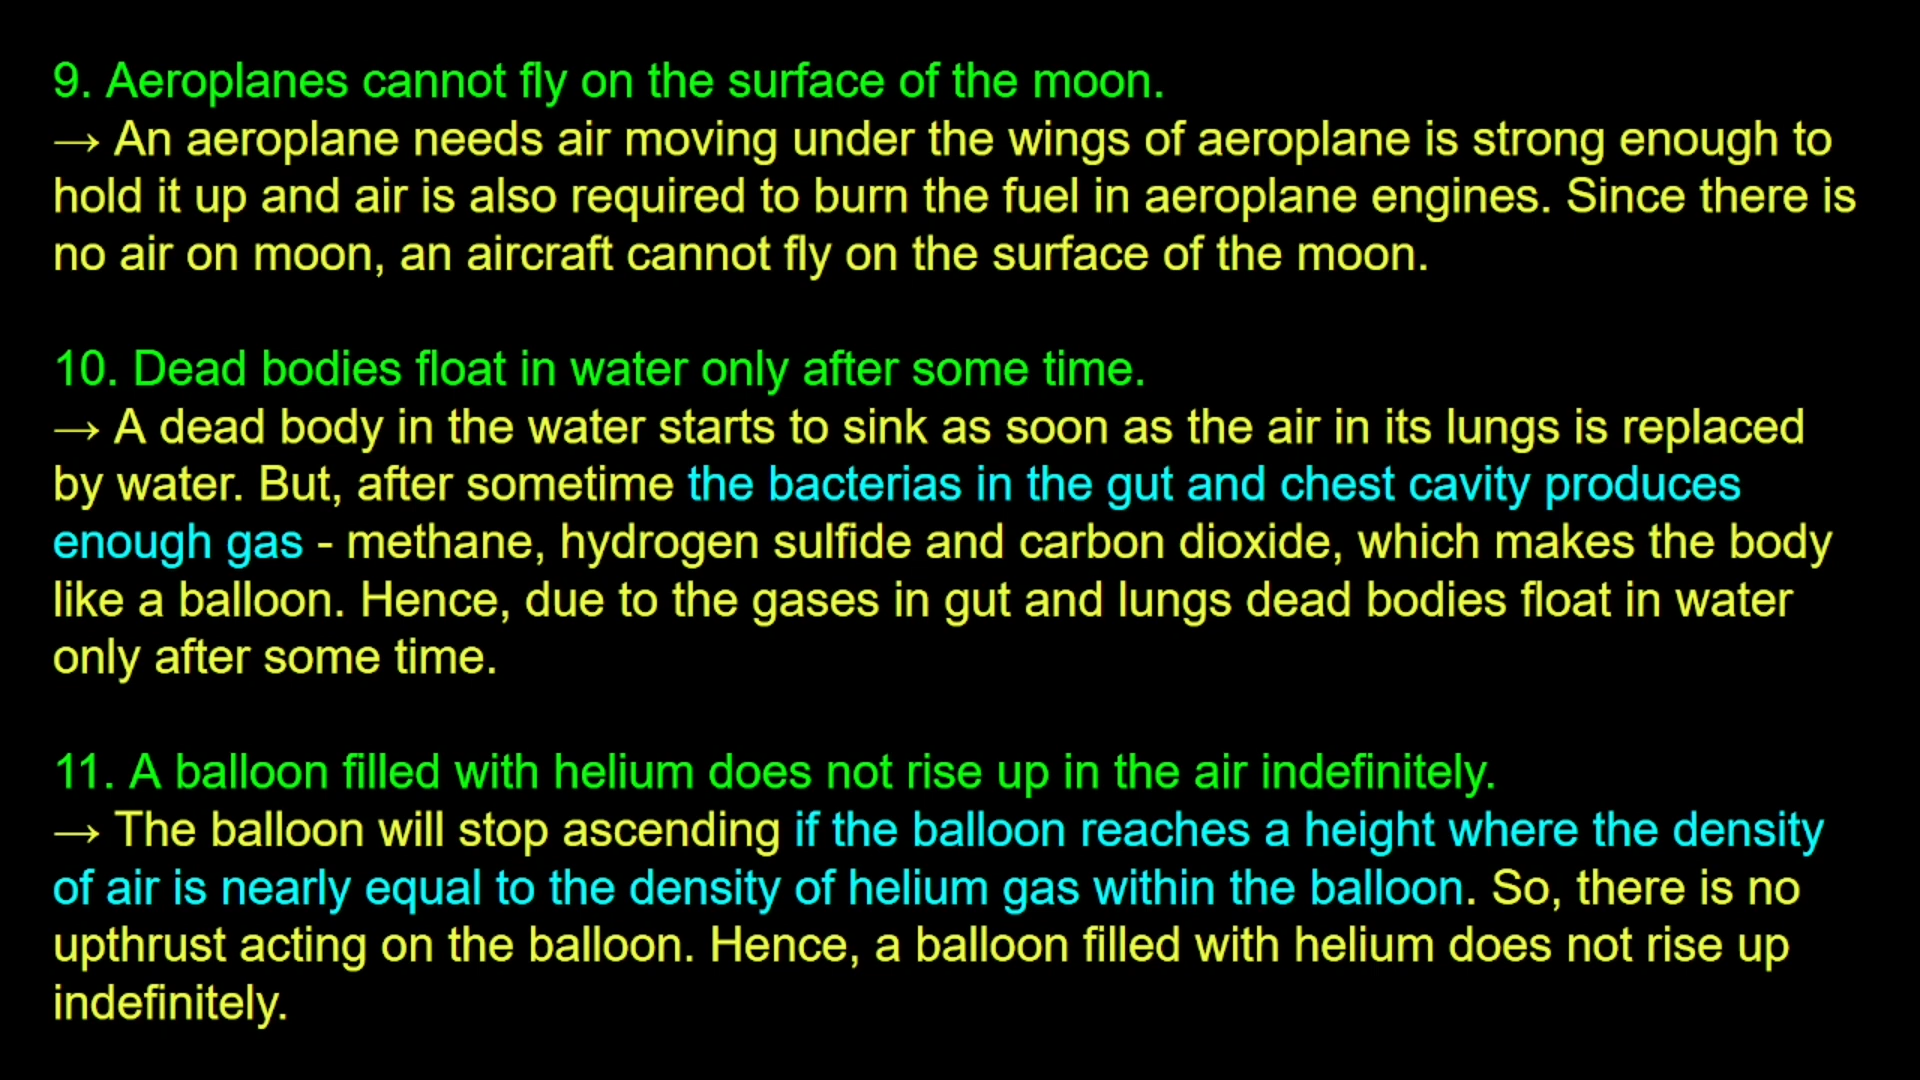 9. Aeroplanes cannot fly on the surface of the moon.
→ An aeroplane needs air moving under the wings of aeroplane is strong enough to
hold it up and air is also required to burn the fuel in aeroplane engines. Since there is
no air on moon, an aircraft cannot fly on the surface of the moon.
10. Dead bodies float in water only after some time.
→ A dead body in the water starts to sink as soon as the air in its lungs is replaced
by water. But, after sometime the bacterias in the gut and chest cavity produces
enough gas - methane, hydrogen sulfide and carbon dioxide, which makes the body
like a balloon. Hence, due to the gases in gut and lungs dead bodies float in water
only after some time.
11. A balloon filled with helium does not rise up in the air indefinitely.
→ The balloon will stop ascending if the balloon reaches a height where the density
of air is nearly equal to the density of helium gas within the balloon. So, there is no
upthrust acting on the balloon. Hence, a balloon filled with helium does not rise up
indefinitely.